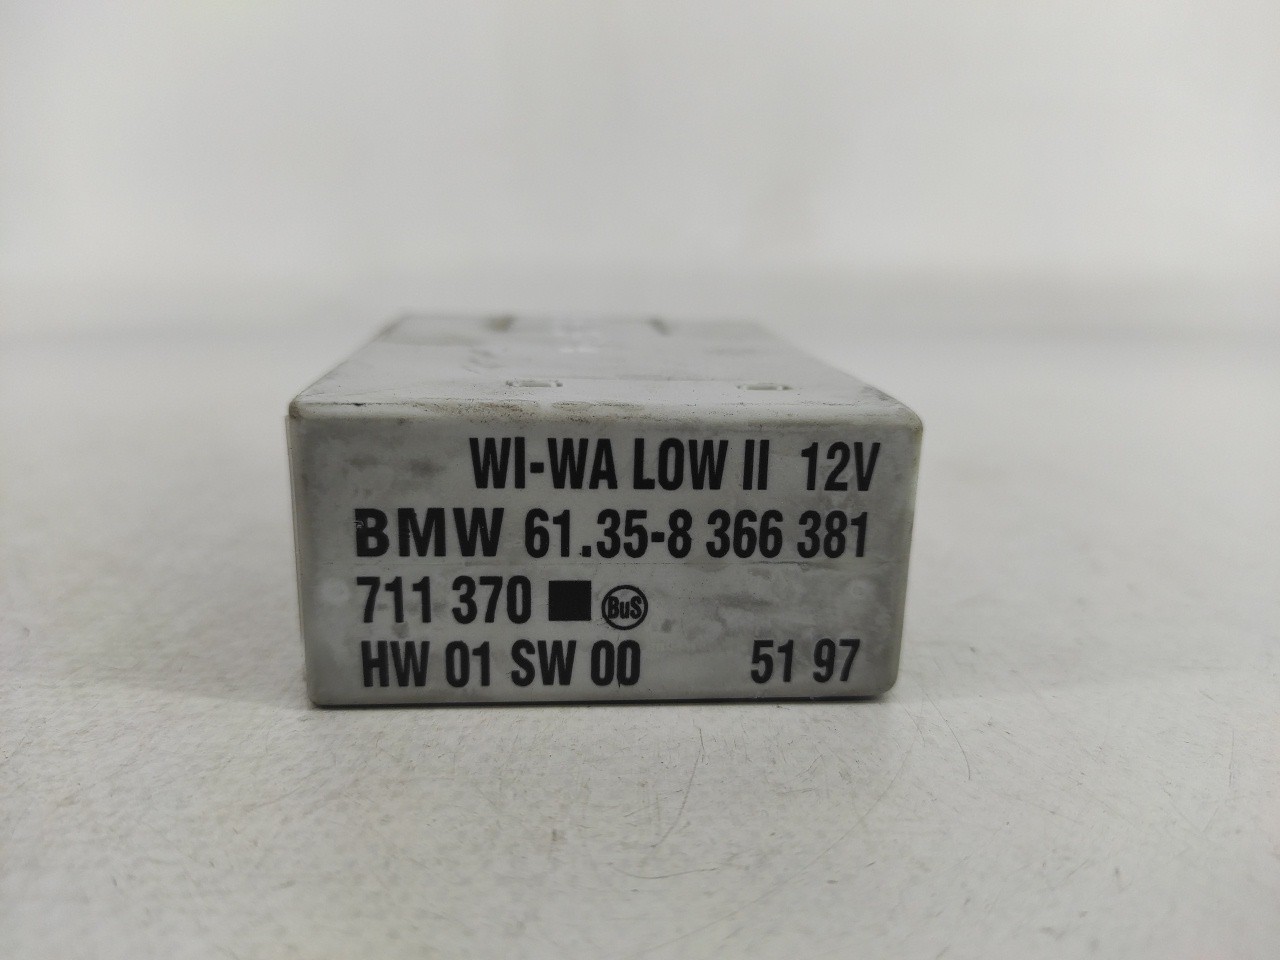 WI-WA LOW II 12V
BMW 61.35-8 366 381
711 370 BuS
HW 01 SW 00 51 97